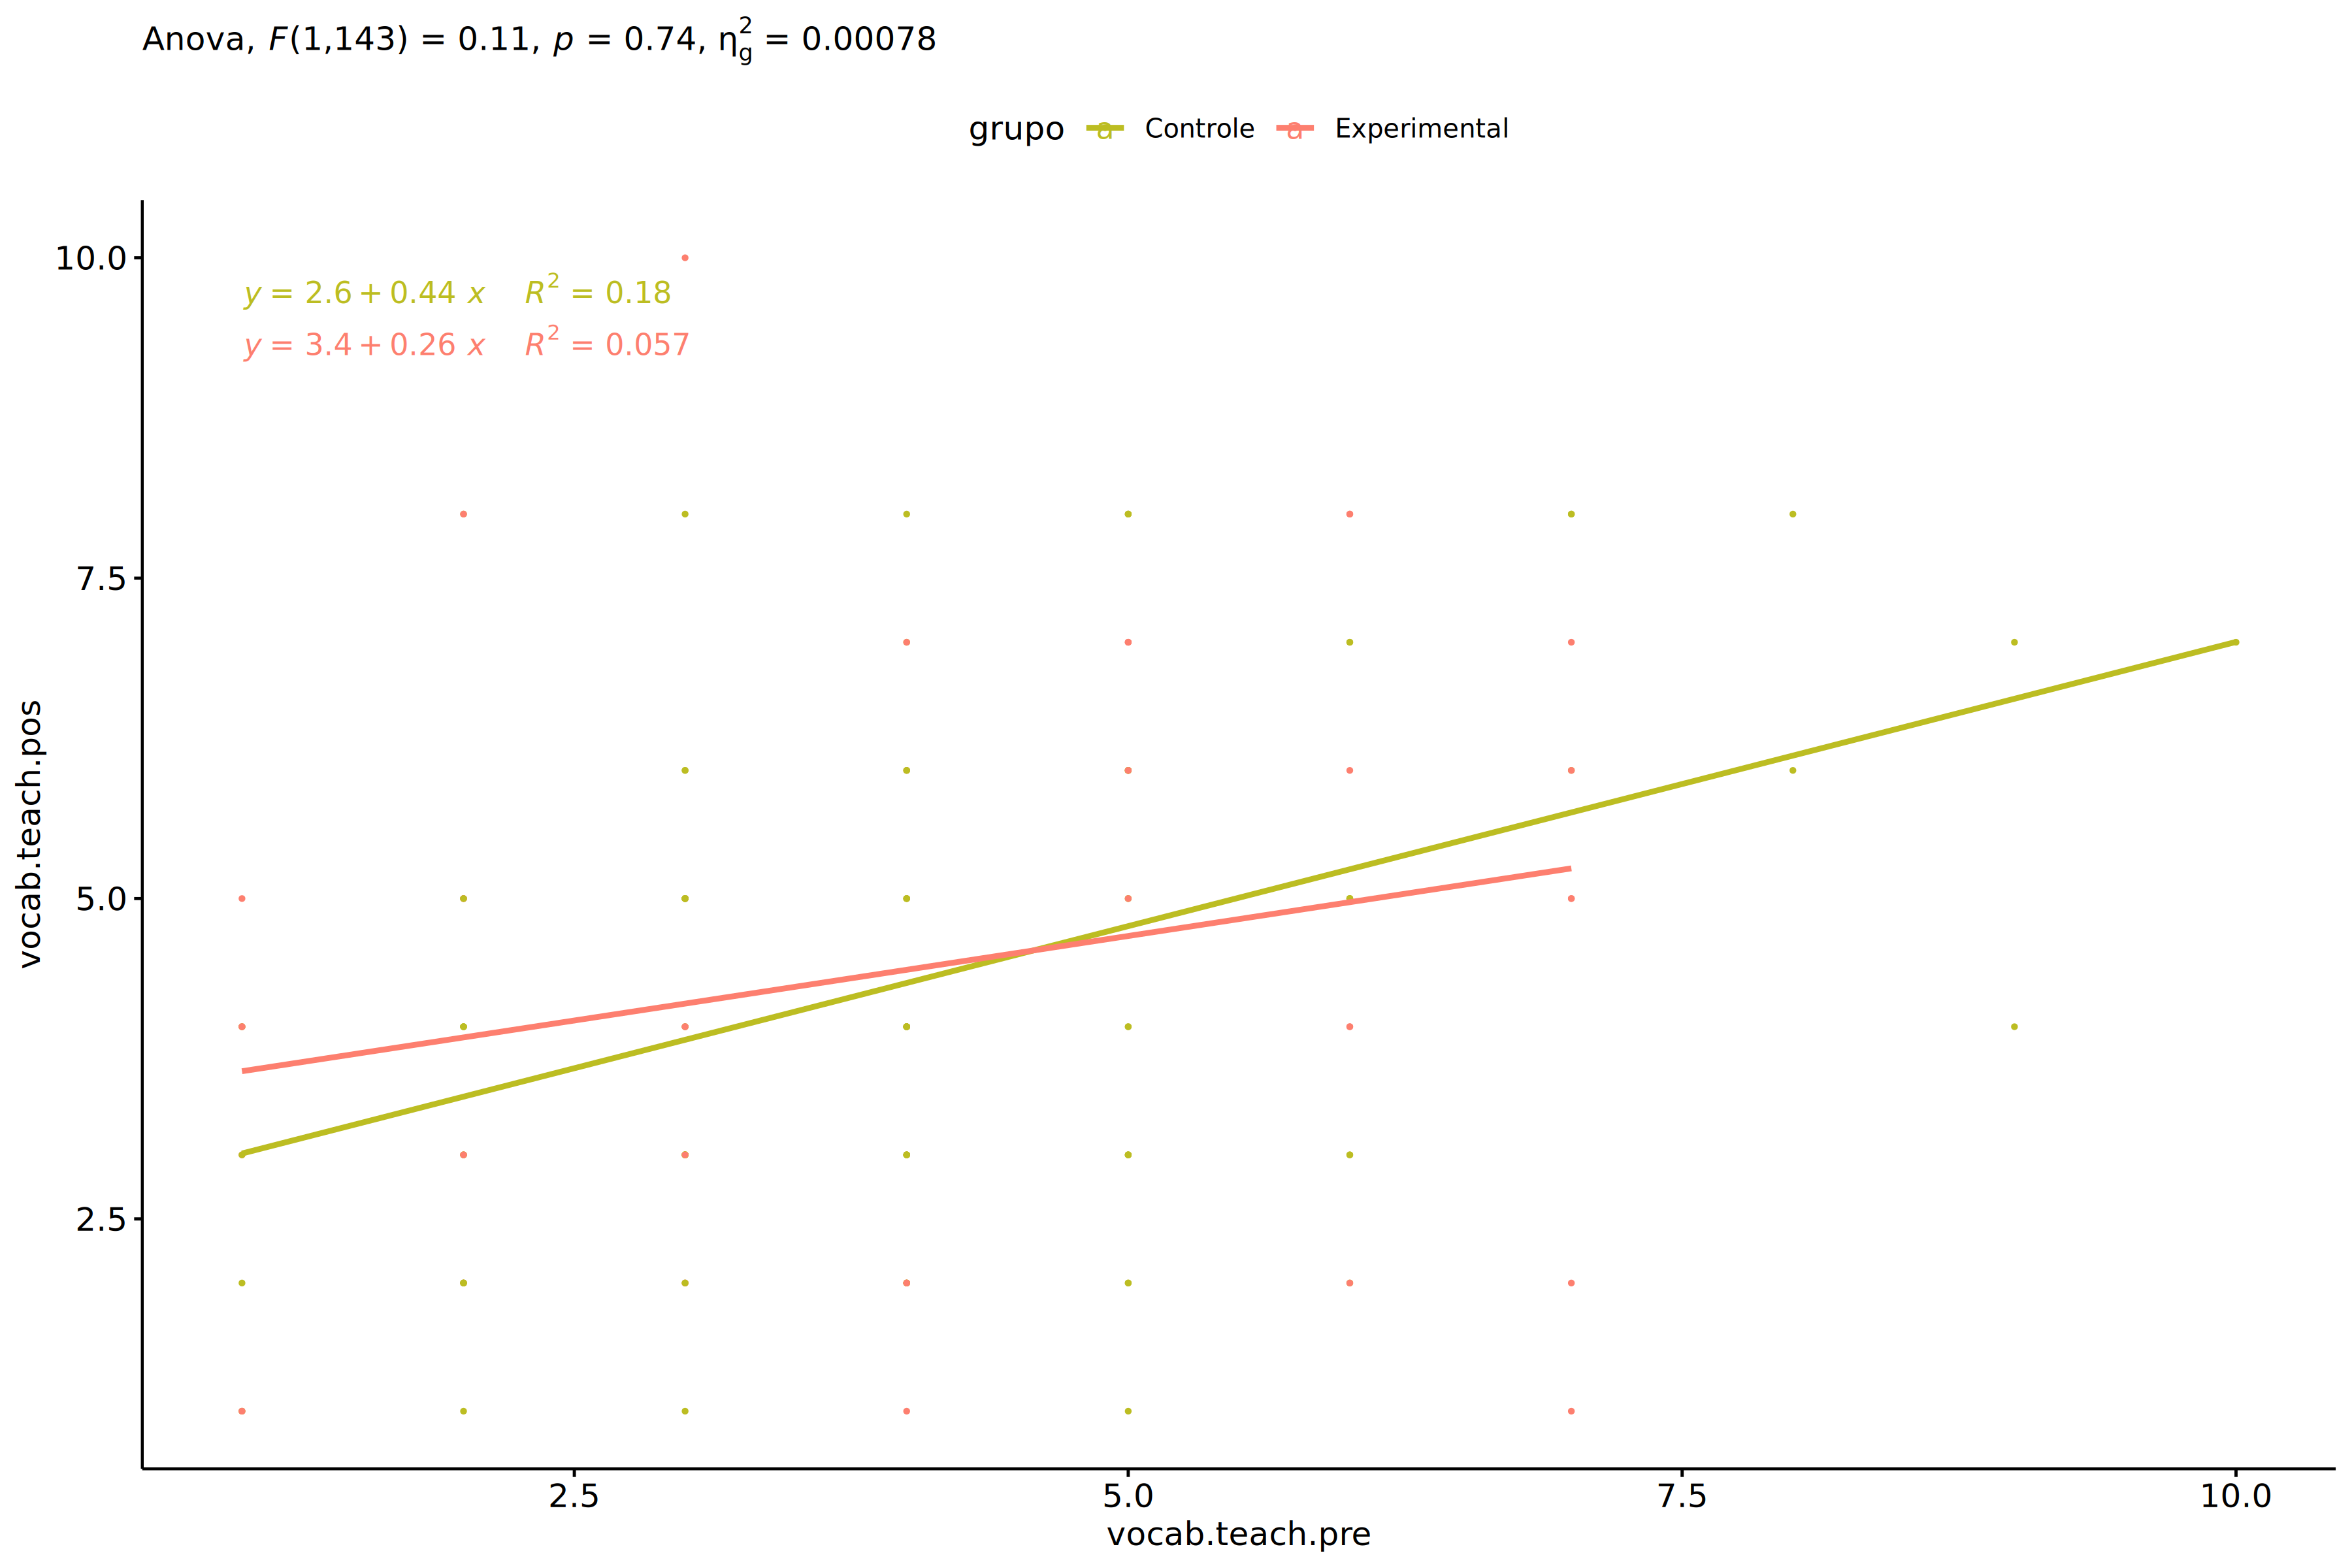 Anova, F(1,143) = 0.11, p = 0.74, η²g = 0.00078
grupo a Controle a Experimental
10.0
7.5
5.0
2.5
y = 2.6 + 0.44 x R² = 0.18
y = 3.4 + 0.26 x R² = 0.057
vocab.teach.pos
2.5 5.0 7.5 10.0
vocab.teach.pre